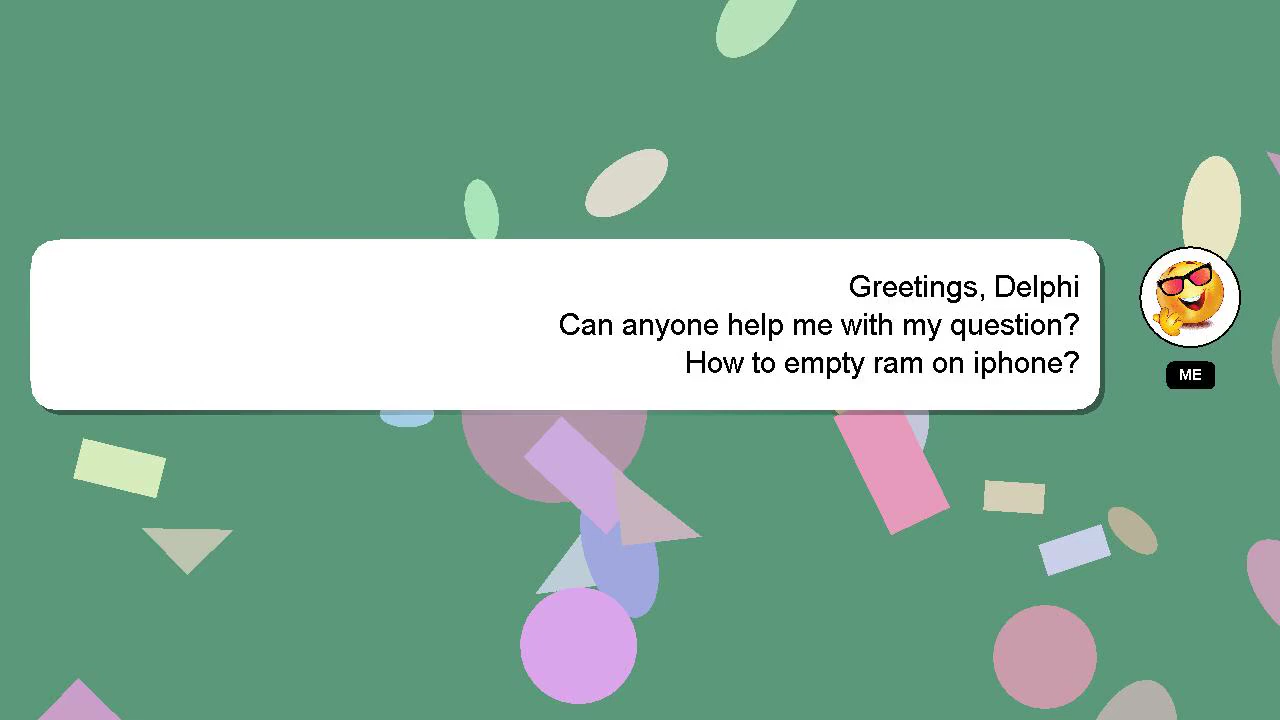 Greetings, Delphi
Can anyone help me with my question?
How to empty ram on iphone?
ME